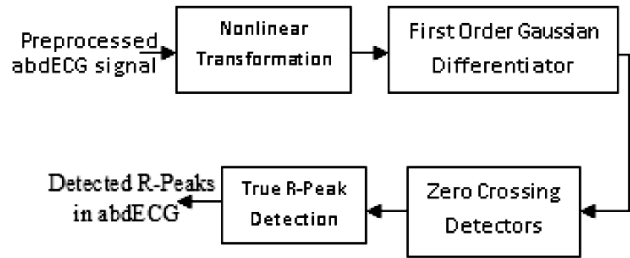 Preprocessed
abdECG signal
Nonlinear
Transformation
First Order Gaussian
Differentiator
Detected R-Peaks
in abdECG
True R-Peak
Detection
Zero Crossing
Detectors